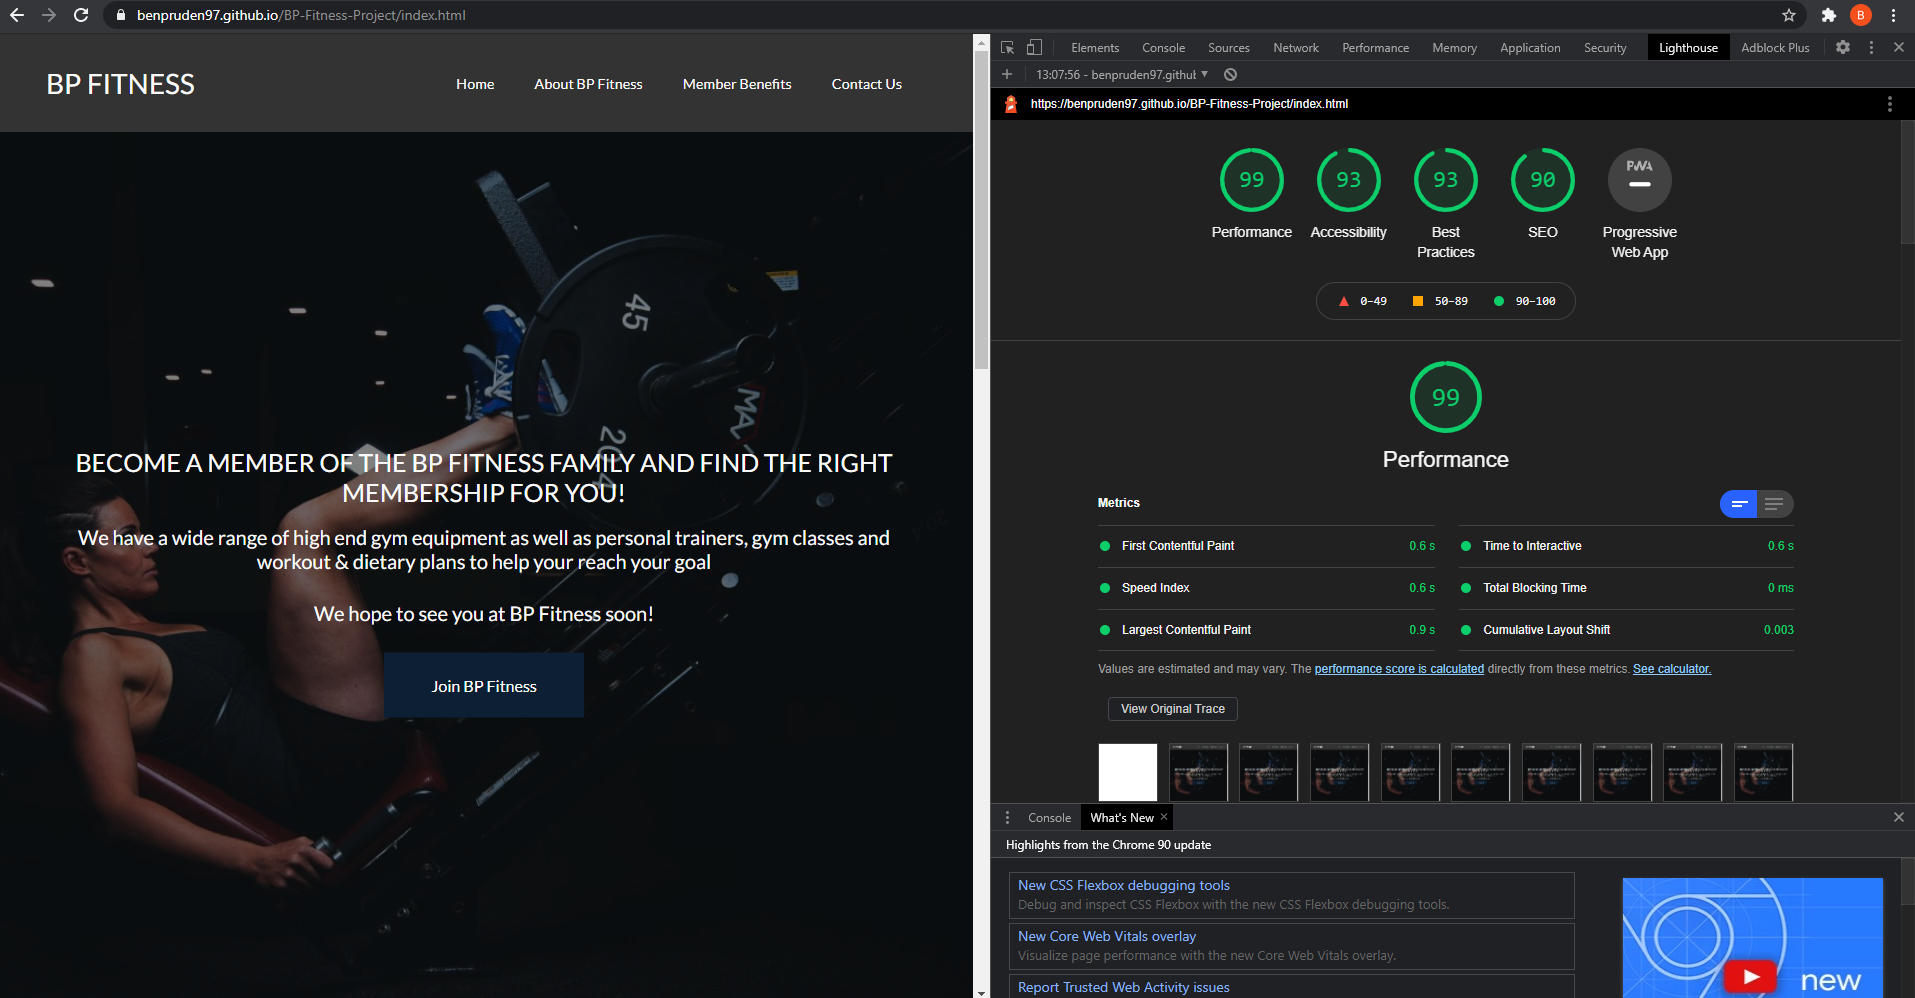 benpruden97.github.io/BP-Fitness-Project/index.html
B
BP FITNESS
Home
About BP Fitness
Member Benefits
Contact Us
45
20.4
MA
BECOME A MEMBER OF THE BP FITNESS FAMILY AND FIND THE RIGHT
MEMBERSHIP FOR YOU!
We have a wide range of high end gym equipment as well as personal trainers, gym classes and
workout & dietary plans to help your reach your goal
We hope to see you at BP Fitness soon!
Join BP Fitness
Elements
Console
Sources
Network
Performance
Memory
Application
Security
Lighthouse
Adblock Plus
13:07:56 - benpruden97.github
https://benpruden97.github.io/BP-Fitness-Project/index.html
99
93
93
90
PWA
Performance
Accessibility
Best
Practices
SEO
Progressive
Web App
0–49
50–89
90–100
99
Performance
Metrics
First Contentful Paint
0.6 s
Time to Interactive
0.6 s
Speed Index
0.6 s
Total Blocking Time
0 ms
Largest Contentful Paint
0.9 s
Cumulative Layout Shift
0.003
Values are estimated and may vary. The performance score is calculated directly from these metrics. See calculator.
View Original Trace
Console
What's New
Highlights from the Chrome 90 update
New CSS Flexbox debugging tools
Debug and inspect CSS Flexbox with the new CSS Flexbox debugging tools.
New Core Web Vitals overlay
Visualize page performance with the new Core Web Vitals overlay.
Report Trusted Web Activity issues
new